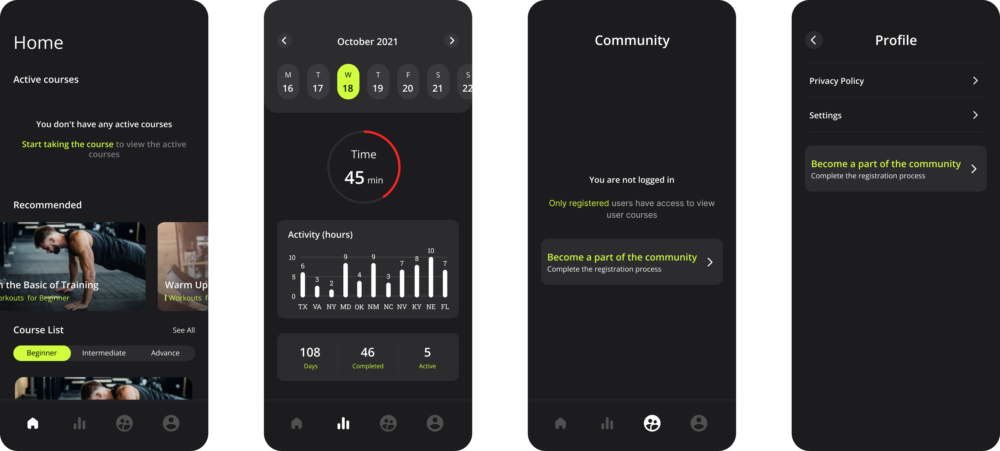 Home
Active courses
You don't have any active courses
Start taking the course to view the active
courses
Recommended
the Basic of Training
for Beginner
Warm Up
Workouts
Course List
See All
Beginner
Intermediate
Advance
October 2021
M
16
T
17
W
18
T
19
F
20
S
21
S
22
Time
45 min
Activity (hours)
10
5
0
6
3
2
9
4
9
3
7
8
10
7
TX VA NY MD OK NM NC NV KY NE FL
108
Days
46
Completed
5
Active
Community
You are not logged in
Only registered users have access to view
user courses
Become a part of the community
Complete the registration process
Profile
Privacy Policy
Settings
Become a part of the community
Complete the registration process